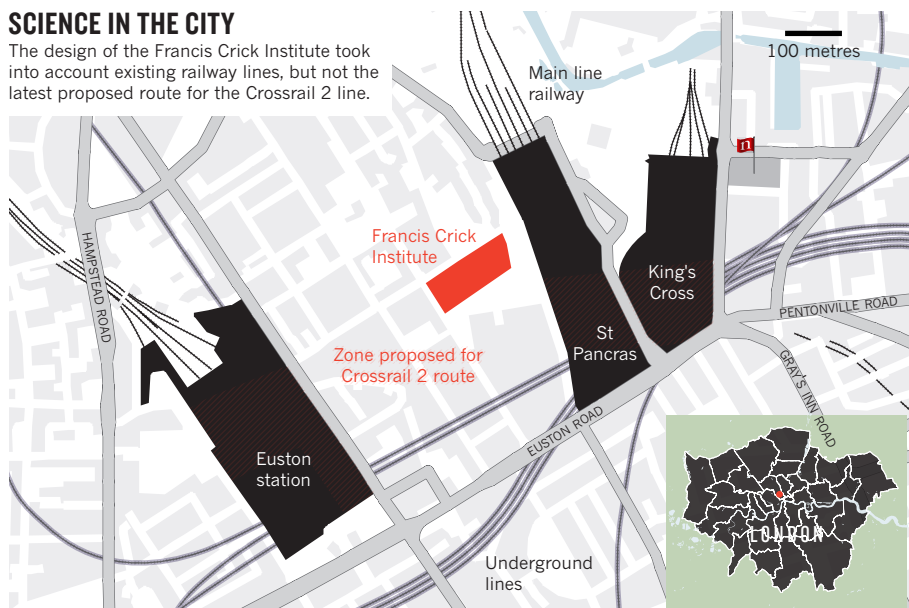 SCIENCE IN THE CITY
The design of the Francis Crick Institute took
into account existing railway lines, but not the
latest proposed route for the Crossrail 2 line.
100 metres
Main line
railway
n
HAMPSTEAD ROAD
Francis Crick
Institute
King's
Cross
PENTONVILLE ROAD
St
Pancras
Zone proposed for
Crossrail 2 route
GRAY'S INN ROAD
EUSTON ROAD
Euston
station
Underground
lines
LONDON